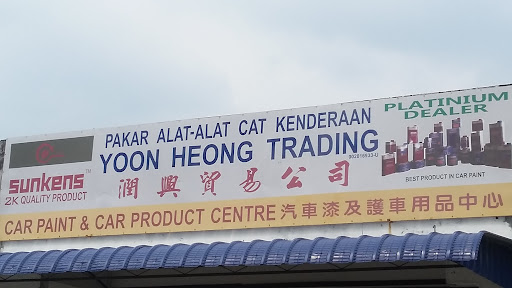 PAKAR ALAT-ALAT CAT KENDERAAN
YOON HEONG TRADING
潤興貿易公司
sunkens
2K QUALITY PRODUCT
PLATINIUM
DEALER
BEST PRODUCT IN CAR PAINT
CAR PAINT & CAR PRODUCT CENTRE 汽車漆及護車用品中心